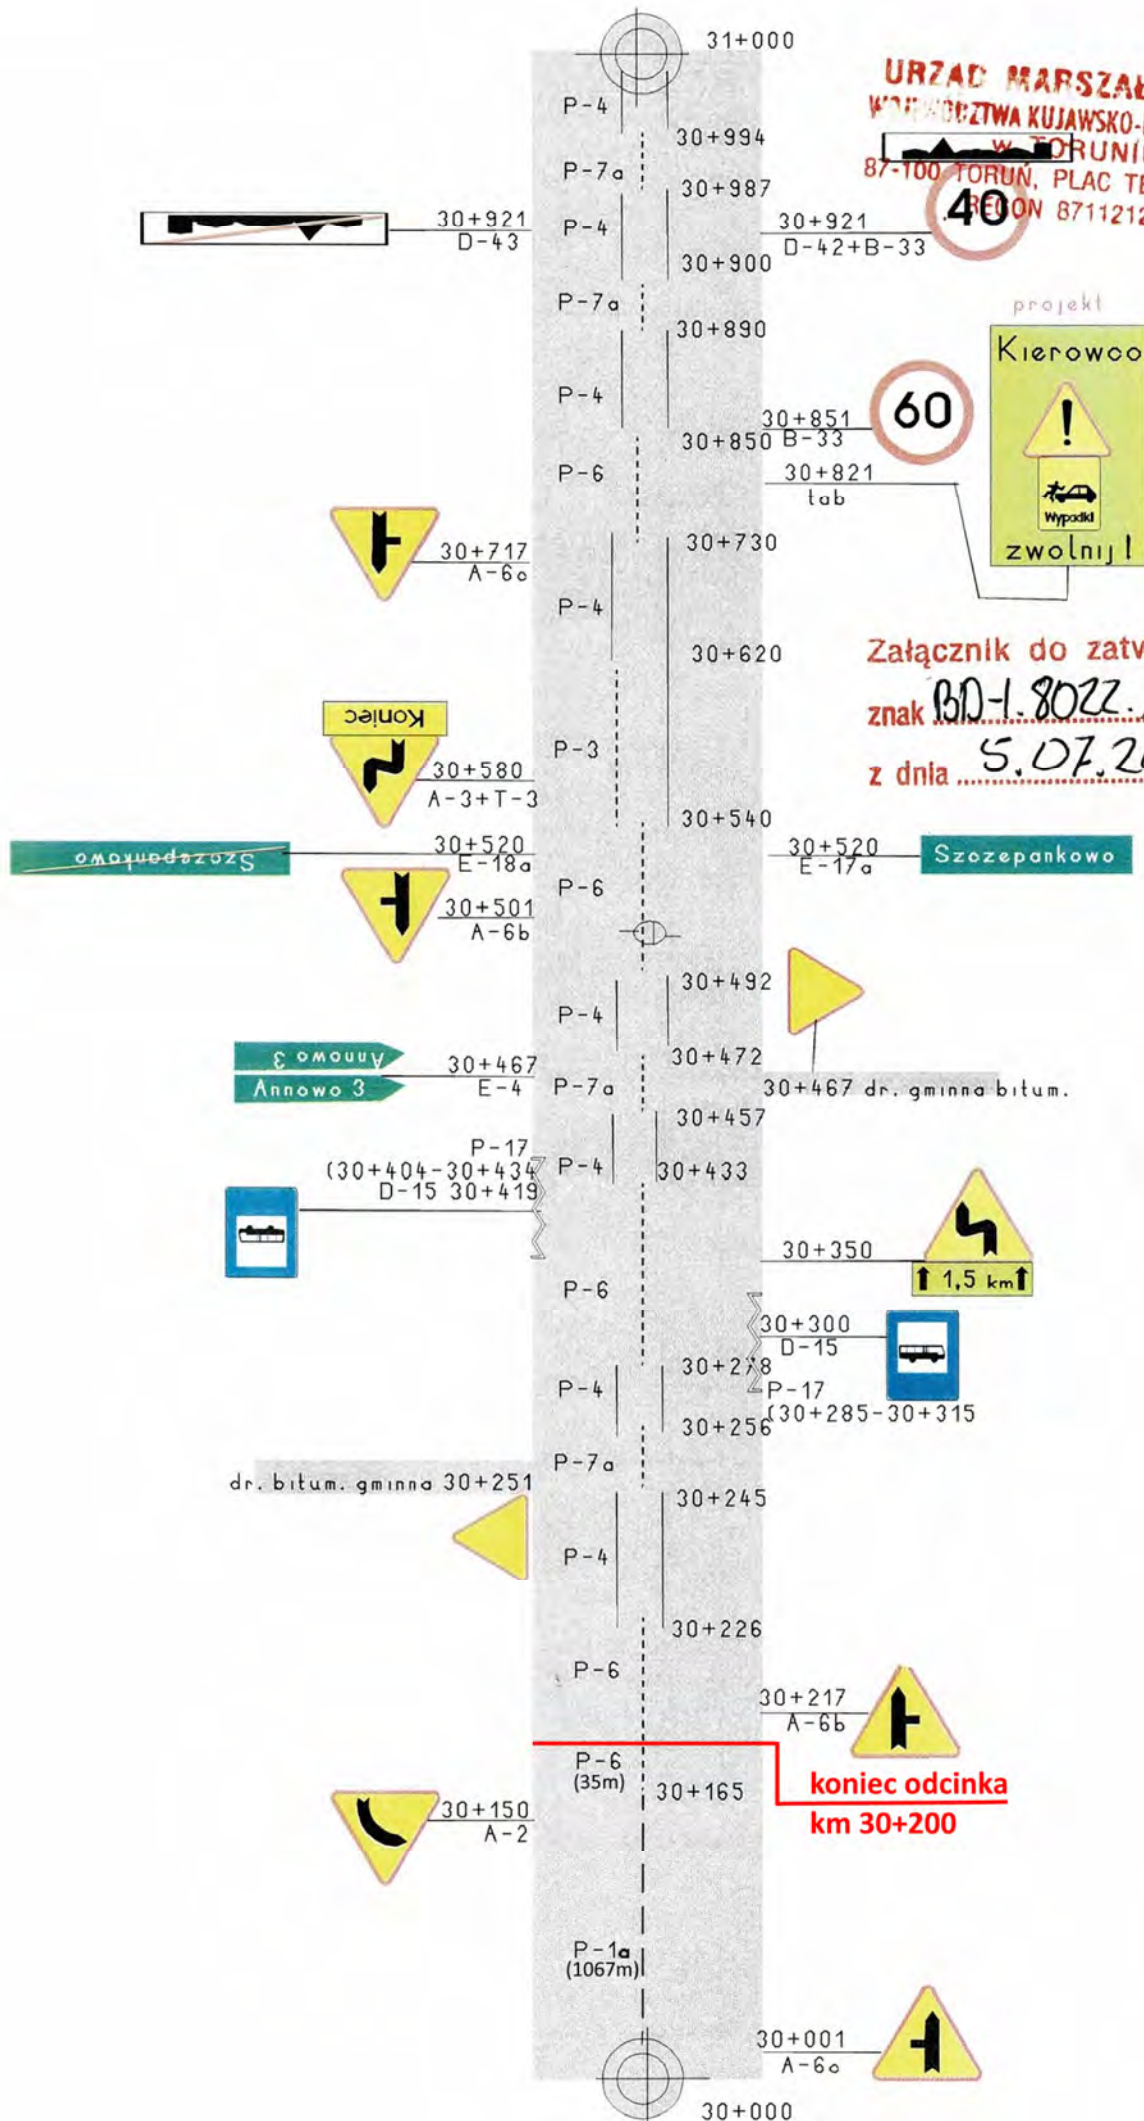 31+000
URZĄD MARSZAŁ
WOJEWÓDZTWA KUJAWSKO-
w TORUNI
87-100 TORUŃ, PLAC TE
REGON 8711212
P-4
30+994
P-7a
30+987
30+921
D-43
P-4
30+921
D-42+B-33
40
30+900
P-7a
30+890
projekt
Kierowco
!
Wypadki
zwolnij !
P-4
60
30+851
B-33
30+850
P-6
30+821
tab
30+730
30+717
A-6c
P-4
30+620
Załącznik do zatw
znak BD-I.8022.
z dnia 5.07.20
Koniec
P-3
30+580
A-3+T-3
30+540
Szczepankowo
30+520
E-18a
30+520
E-17a
Szczepankowo
P-6
30+501
A-6b
30+492
P-4
30+472
Annowo 3
Annowo 3
30+467
E-4
P-7a
30+467 dr. gminna bitum.
30+457
P-17
(30+404-30+434
D-15 30+419
P-4
30+433
30+350
1,5 km
P-6
30+300
D-15
30+278
P-4
P-17
(30+285-30+315
30+256
P-7a
dr. bitum. gminna 30+251
30+245
P-4
30+226
P-6
30+217
A-6b
P-6
(35m)
30+165
koniec odcinka
km 30+200
30+150
A-2
P-1a
(1067m)
30+001
A-6c
30+000